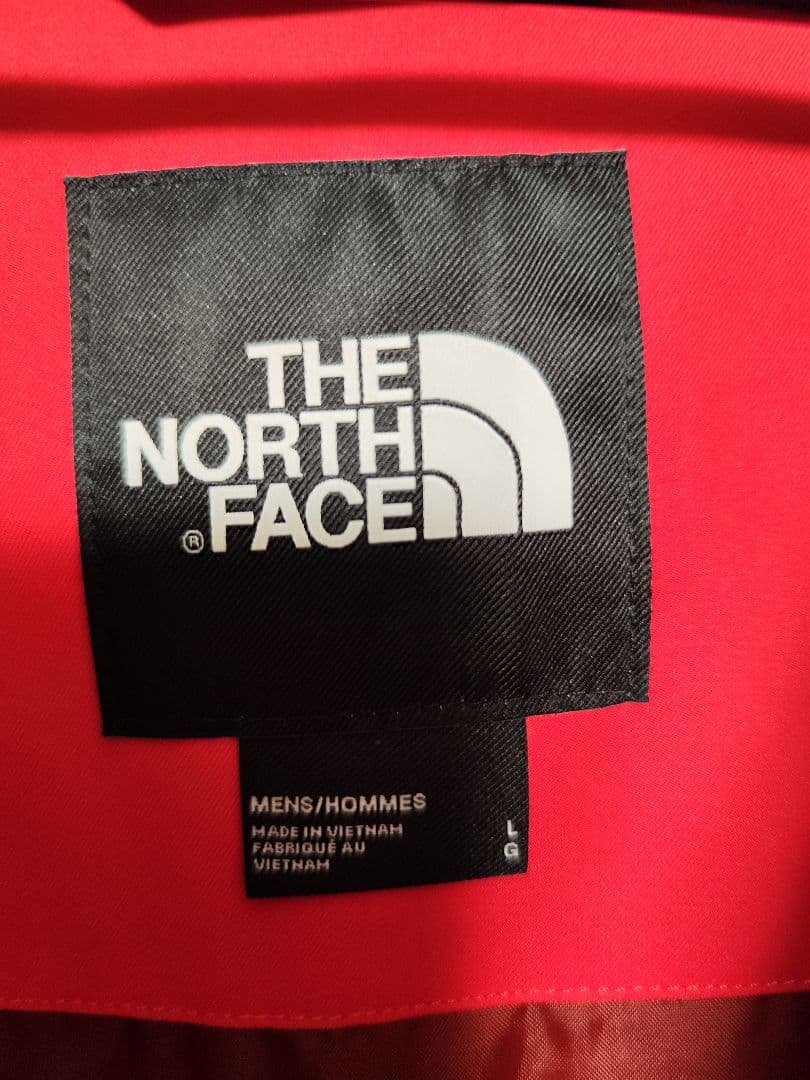 THE
NORTH
FACE
®
MENS/HOMMES
MADE IN VIETNAM
FABRIQUÉ AU
VIETNAM
L
G